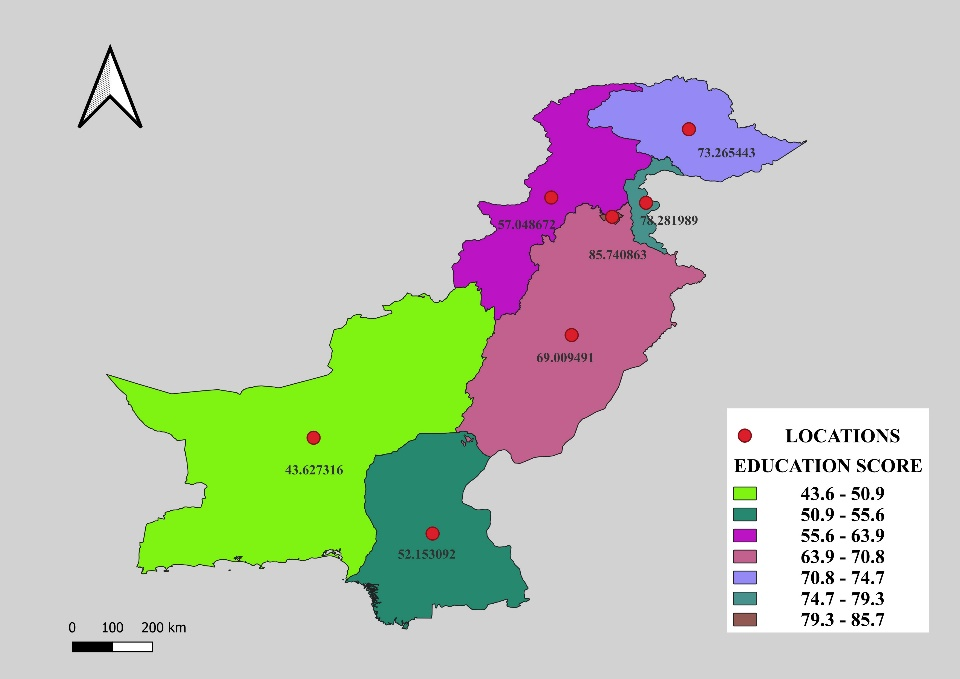 73.265443
57.048672
78.281989
85.740863
69.009491
43.627316
52.153092
LOCATIONS
EDUCATION SCORE
43.6 - 50.9
50.9 - 55.6
55.6 - 63.9
63.9 - 70.8
70.8 - 74.7
74.7 - 79.3
79.3 - 85.7
0 100 200 km